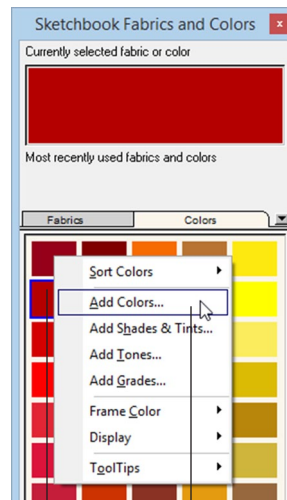 Sketchbook Fabrics and Colors
x
Currently selected fabric or color
Most recently used fabrics and colors
Fabrics
Colors
Sort Colors
Add Colors...
Add Shades & Tints...
Add Tones...
Add Grades...
Frame Color
Display
ToolTips